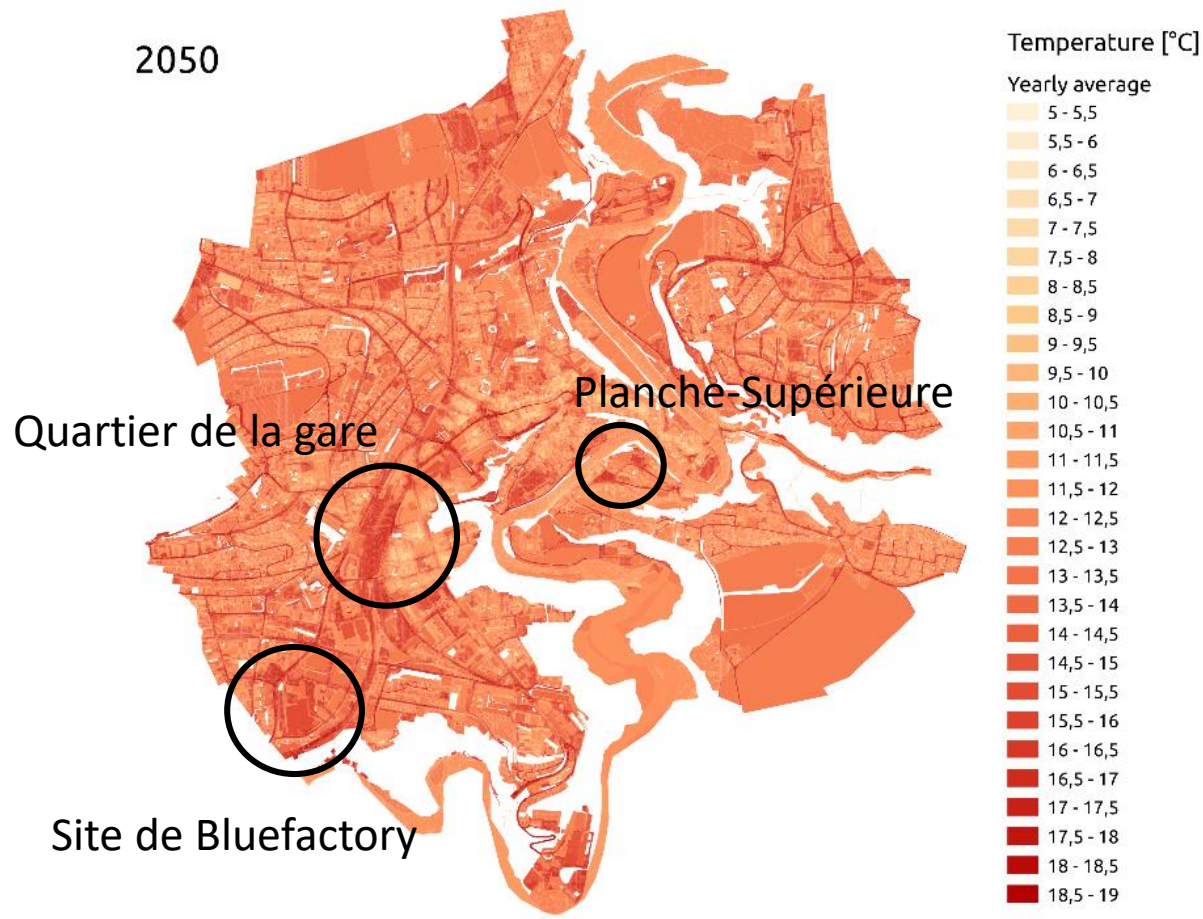 2050
Temperature [°C]
Yearly average
5 - 5,5
5,5 - 6
6 - 6,5
6,5 - 7
7 - 7,5
7,5 - 8
8 - 8,5
8,5 - 9
9 - 9,5
9,5 - 10
10 - 10,5
10,5 - 11
11 - 11,5
11,5 - 12
12 - 12,5
12,5 - 13
13 - 13,5
13,5 - 14
14 - 14,5
14,5 - 15
15 - 15,5
15,5 - 16
16 - 16,5
16,5 - 17
17 - 17,5
17,5 - 18
18 - 18,5
18,5 - 19
Planche-Supérieure
Quartier de la gare
Site de Bluefactory